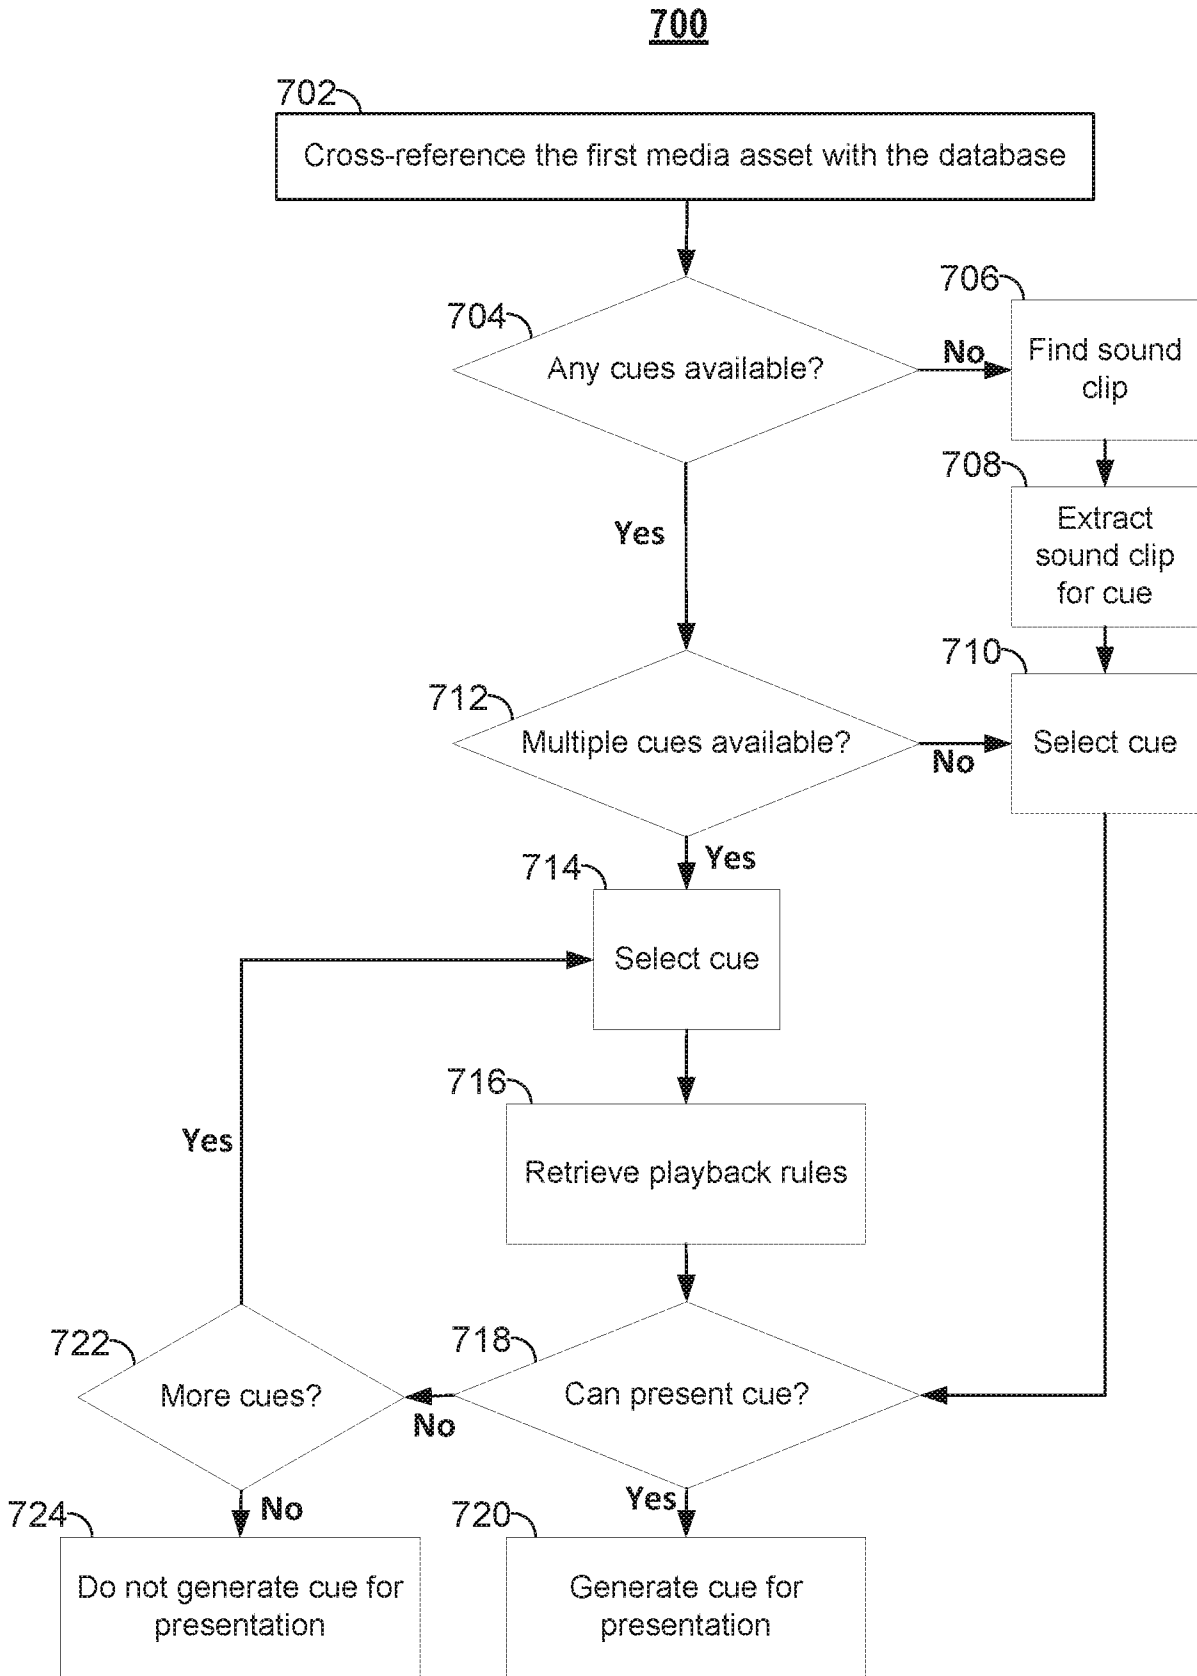 700
702
Cross-reference the first media asset with the database
704
Any cues available?
No
706
Find sound
clip
708
Extract
sound clip
for cue
Yes
710
Select cue
712
Multiple cues available?
No
Yes
714
Select cue
716
Retrieve playback rules
Yes
718
Can present cue?
722
More cues?
No
Yes
No
724
Do not generate cue for
presentation
720
Generate cue for
presentation